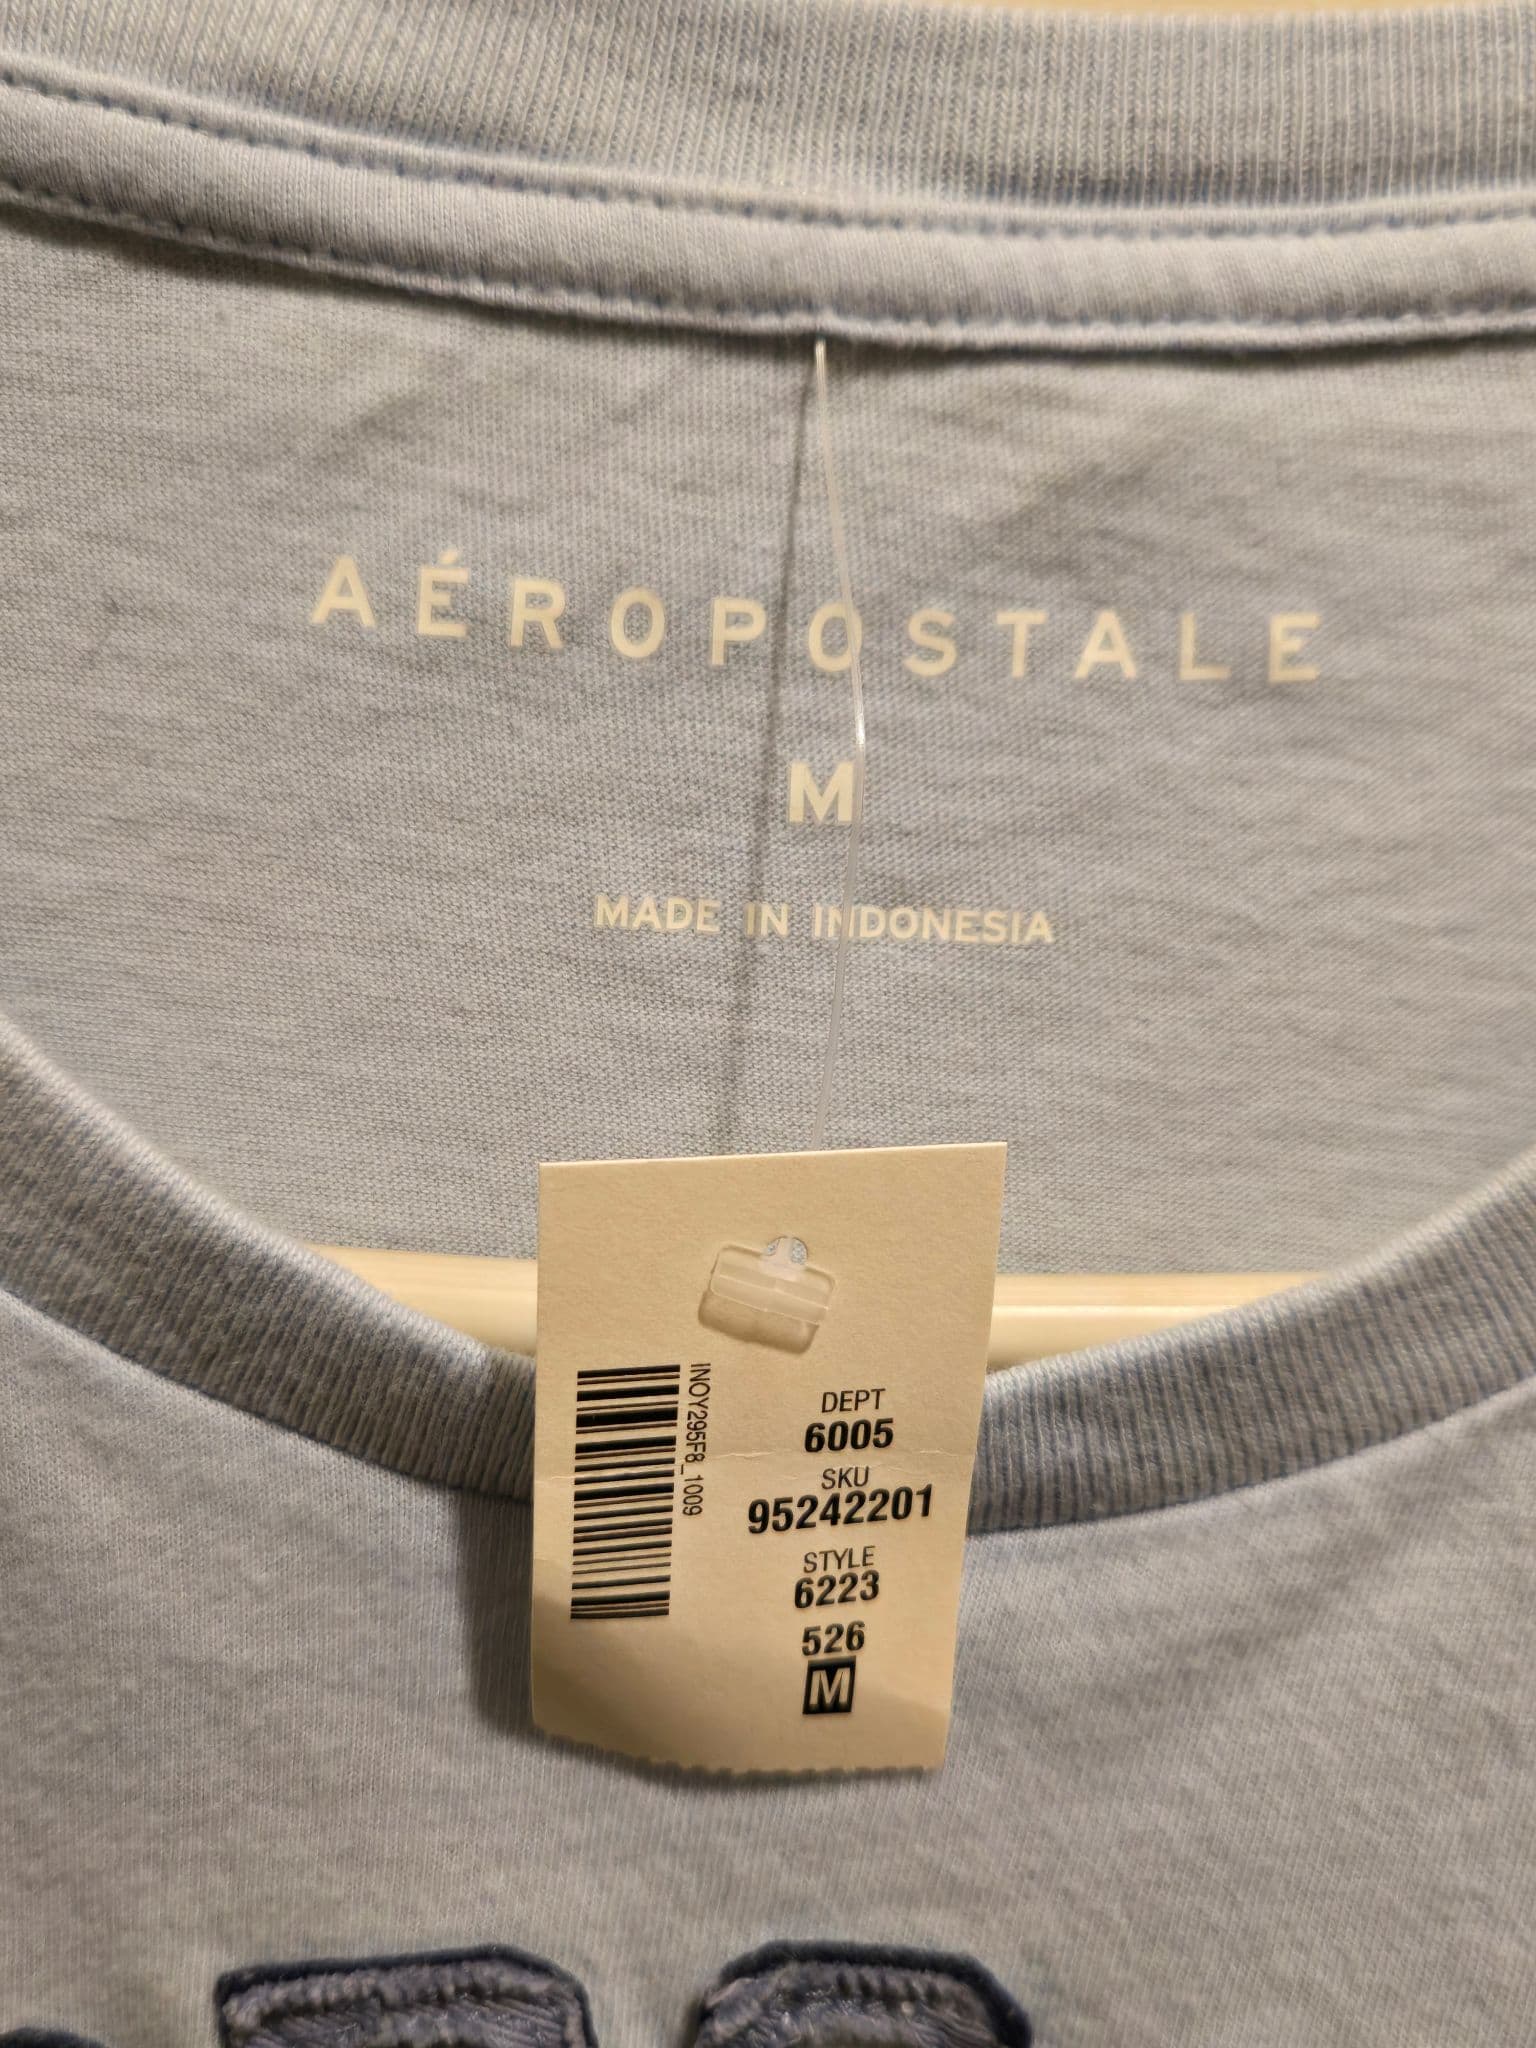 AÉROPOSTALE
M
MADE IN INDONESIA
INOY295F8_1009
DEPT
6005
SKU
95242201
STYLE
6223
526
M